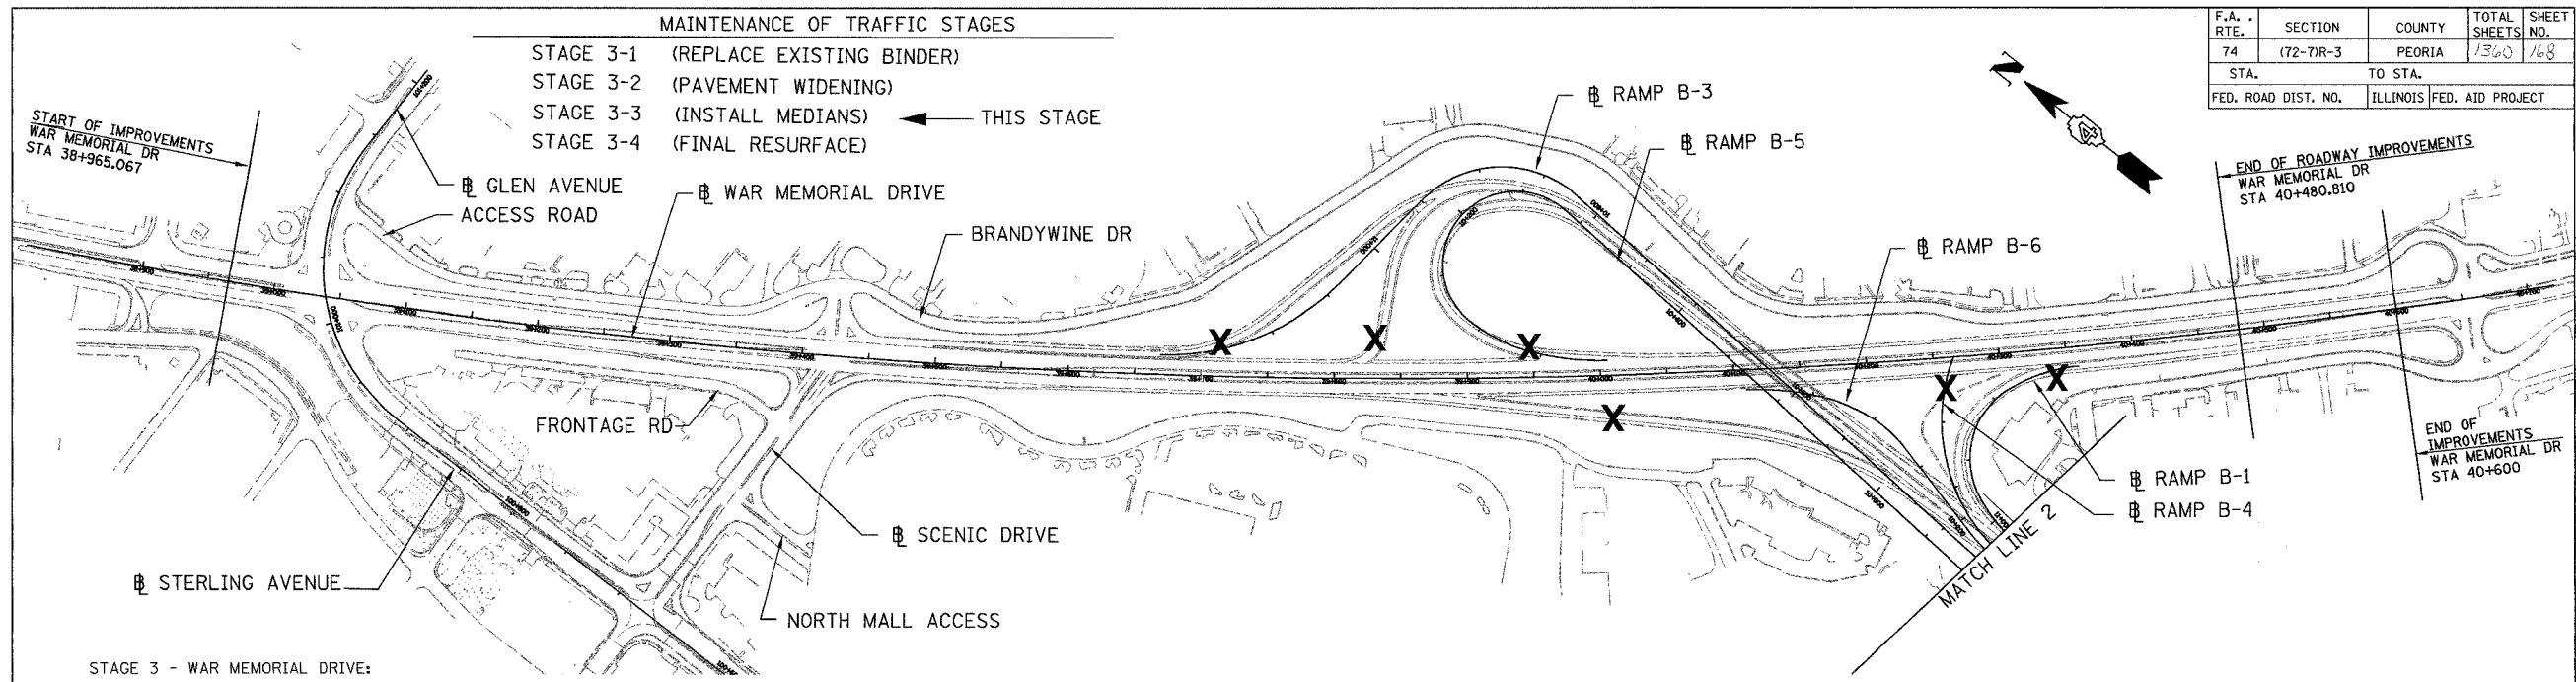 MAINTENANCE OF TRAFFIC STAGES
STAGE 3-1 (REPLACE EXISTING BINDER)
STAGE 3-2 (PAVEMENT WIDENING)
STAGE 3-3 (INSTALL MEDIANS) THIS STAGE
STAGE 3-4 (FINAL RESURFACE)
F.A. . RTE. SECTION COUNTY TOTAL SHEETS SHEET NO.
74 (72-7)R-3 PEORIA 1360 168
STA. TO STA.
FED. ROAD DIST. NO. ILLINOIS FED. AID PROJECT
START OF IMPROVEMENTS
WAR MEMORIAL DR
STA 38+965.067
℄ GLEN AVENUE
ACCESS ROAD
℄ WAR MEMORIAL DRIVE
BRANDYWINE DR
℄ RAMP B-3
℄ RAMP B-5
℄ RAMP B-6
END OF ROADWAY IMPROVEMENTS
WAR MEMORIAL DR
STA 40+480.810
X X X X X X
FRONTAGE RD
END OF
IMPROVEMENTS
WAR MEMORIAL DR
STA 40+600
℄ RAMP B-1
℄ RAMP B-4
MATCH LINE 2
℄ SCENIC DRIVE
℄ STERLING AVENUE
NORTH MALL ACCESS
STAGE 3 - WAR MEMORIAL DRIVE: